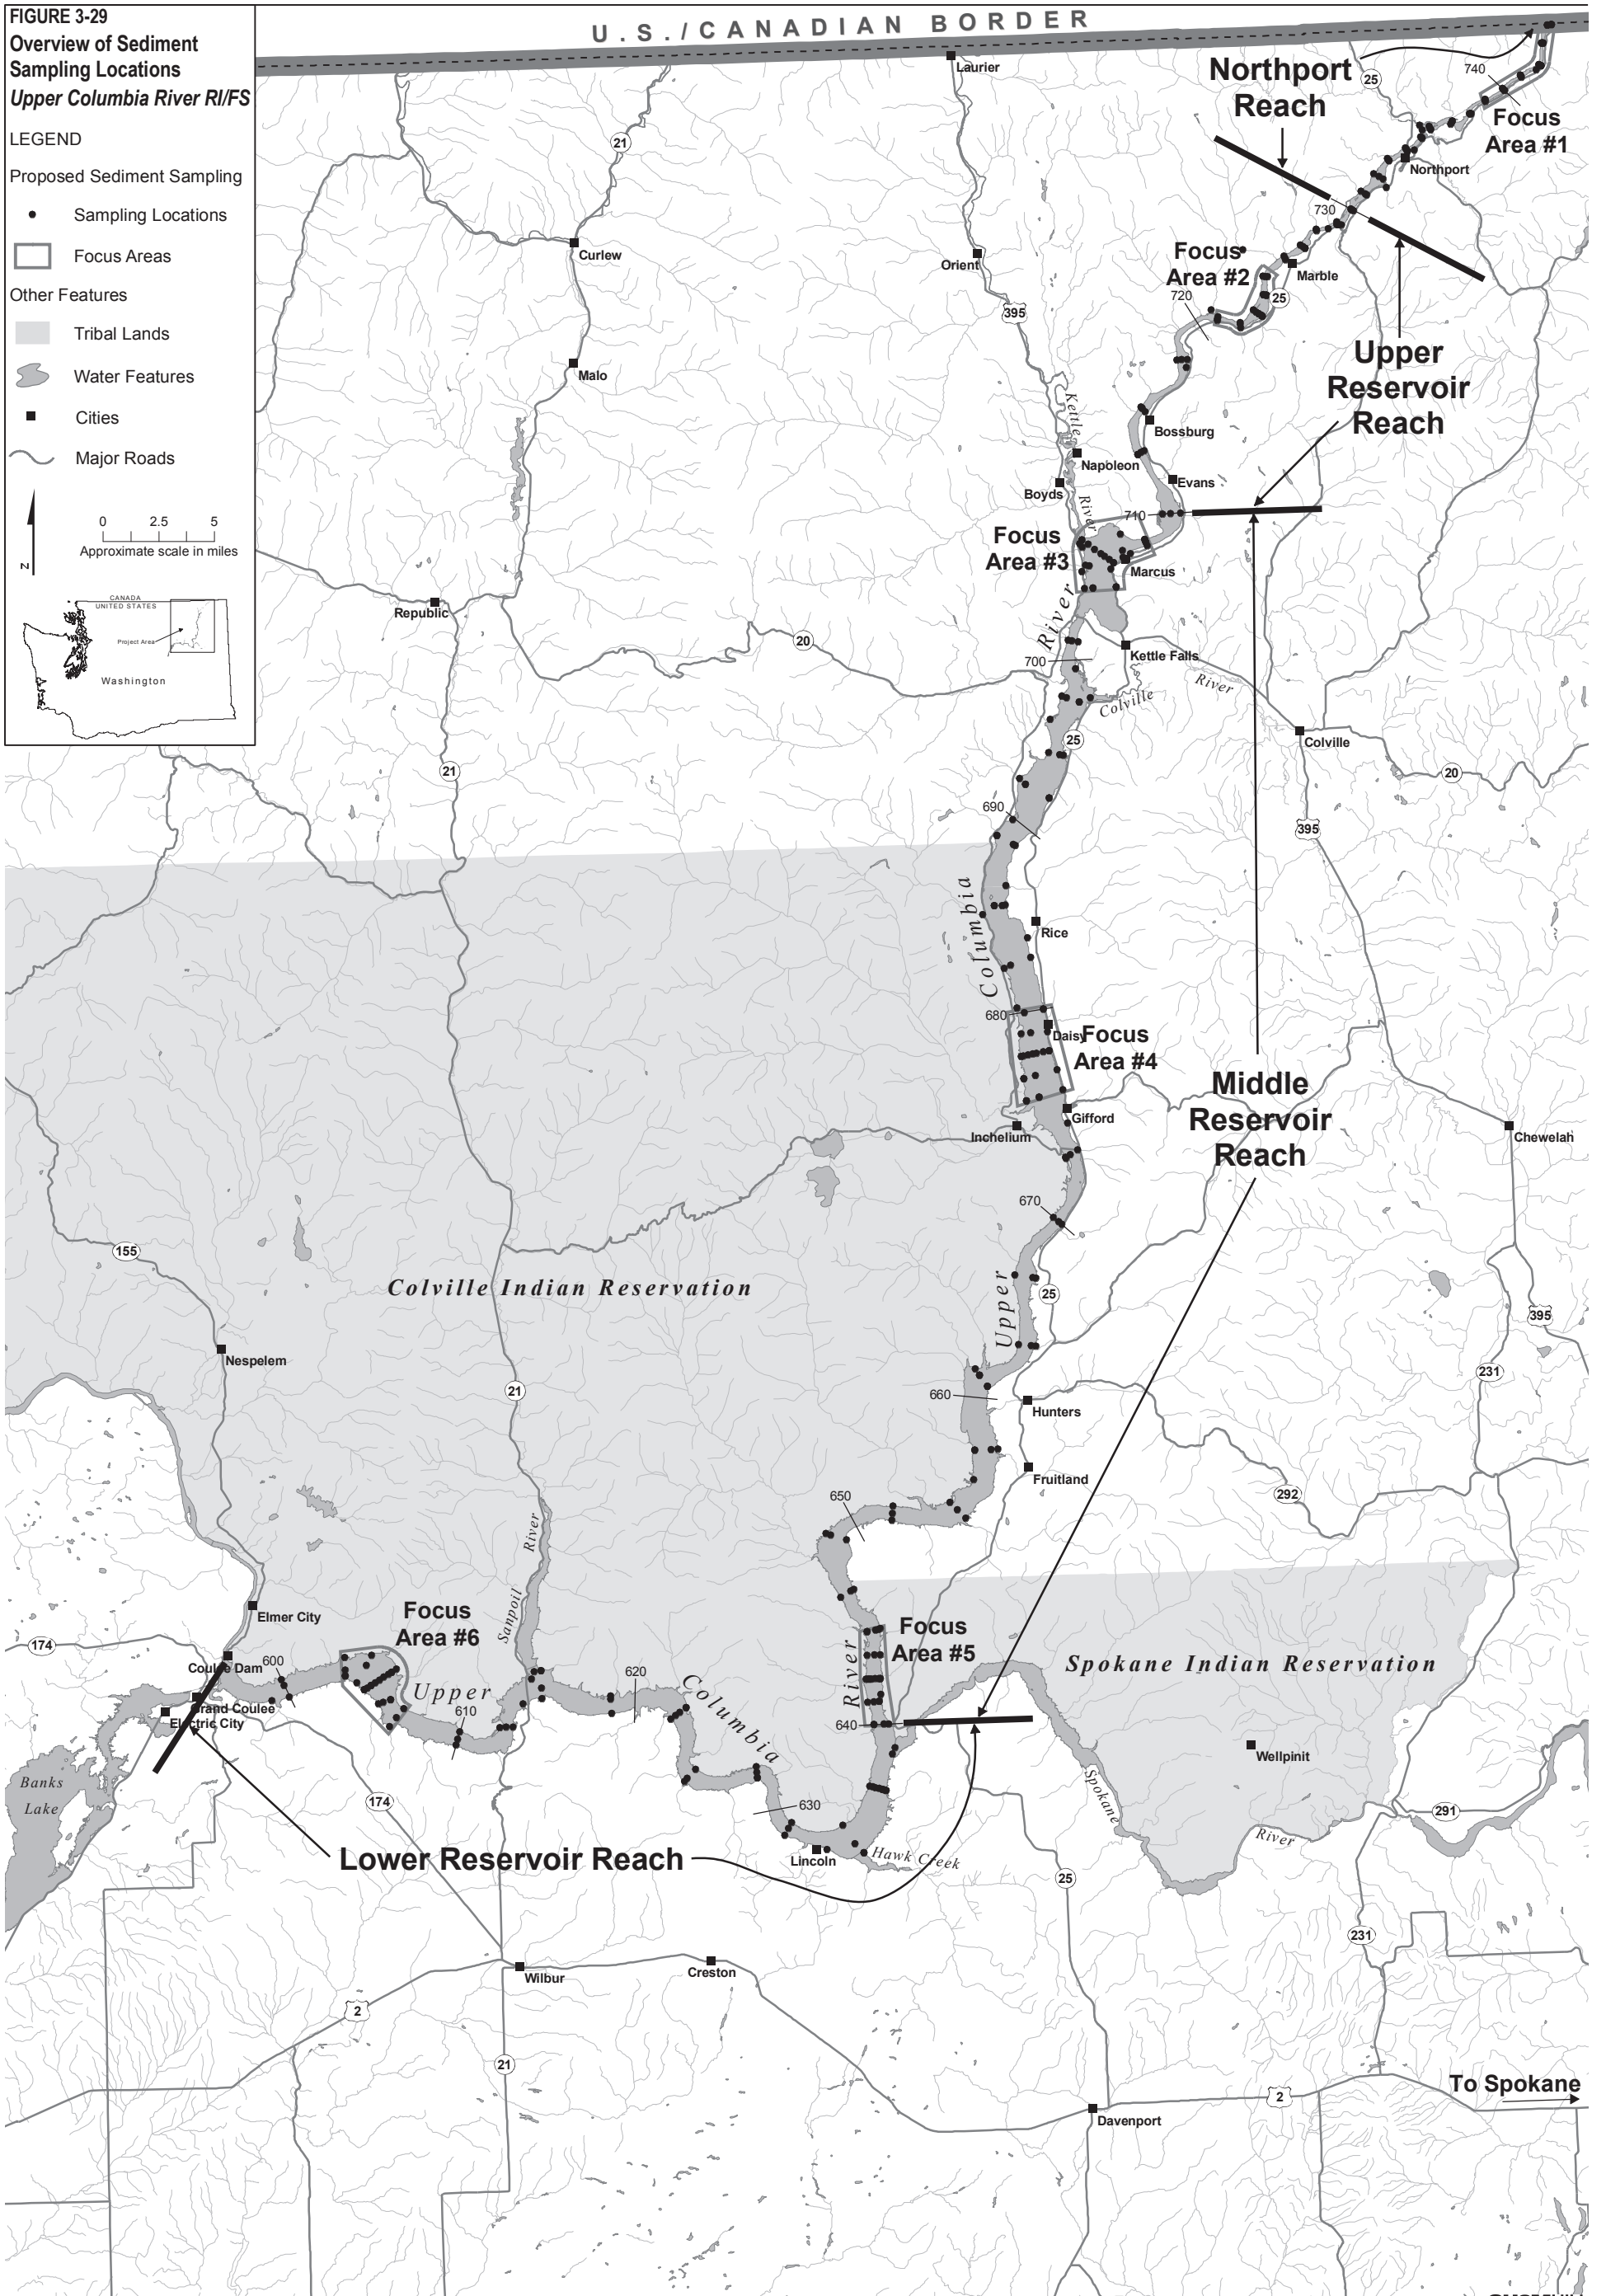 FIGURE 3-29
Overview of Sediment
Sampling Locations
Upper Columbia River RI/FS
LEGEND
Proposed Sediment Sampling
Sampling Locations
Focus Areas
Other Features
Tribal Lands
Water Features
Cities
Major Roads
0 2.5 5
Approximate scale in miles
N
CANADA
UNITED STATES
Project Area
Washington
U.S./CANADIAN BORDER
Laurier
Northport
Reach
25
740
Focus
Area #1
21
Northport
730
Curlew
Orient
Focus
Area #2
Marble
720
25
395
Upper
Reservoir
Reach
Malo
Kettle
River
Bossburg
Napoleon
Boyds
Evans
710
Focus
Area #3
Marcus
Republic
River
20
Kettle Falls
700
River
Colville
25
Colville
21
20
690
395
Columbia
Rice
680
Daisy
Focus
Area #4
Middle
Reservoir
Reach
Gifford
Inchelium
Chewelah
670
155
Colville Indian Reservation
Upper
25
395
Nespelem
231
21
660
Hunters
Fruitland
292
650
River
Sanpoil
Elmer City
Focus
Area #6
Focus
Area #5
174
Coulee Dam
600
620
River
Spokane Indian Reservation
Upper
Columbia
Grand Coulee
Electric City
610
640
Wellpinit
Banks
Lake
Spokane
River
174
630
291
Lower Reservoir Reach
Lincoln
Hawk Creek
25
231
Wilbur
Creston
2
21
To Spokane
2
Davenport